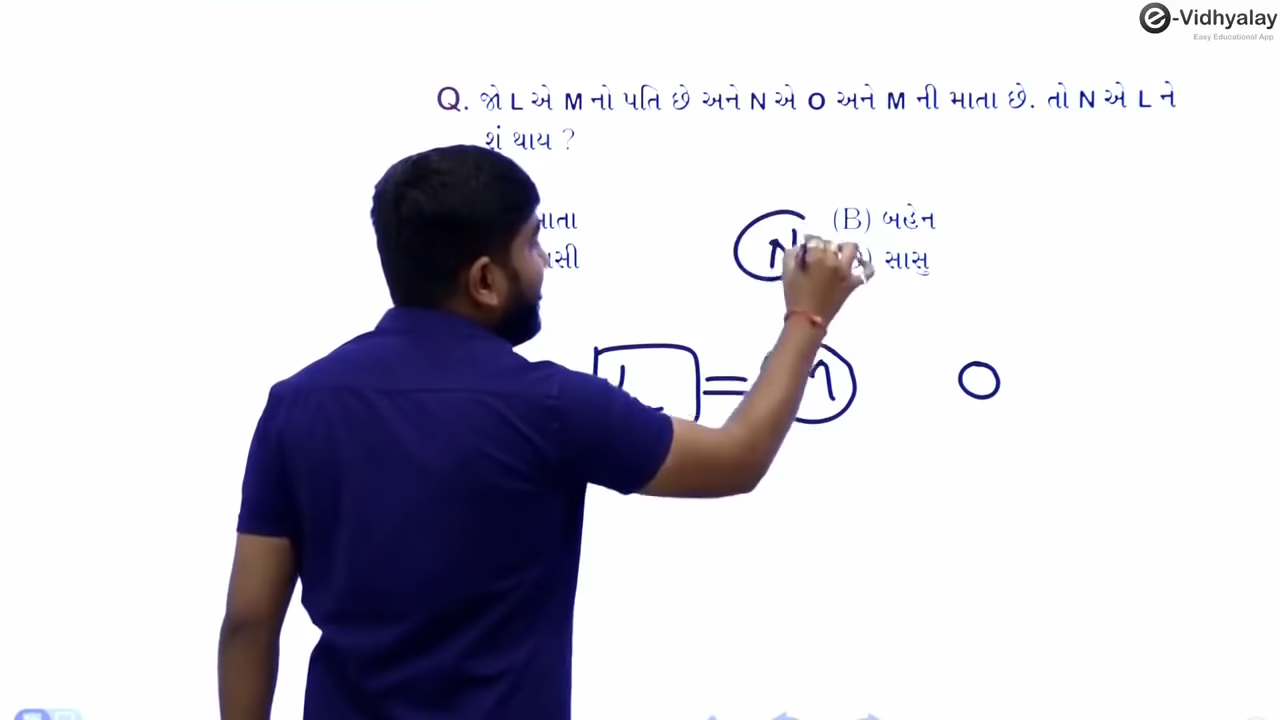 e-Vidhyalay
Easy Educational App
Q. જો L એ M નો પતિ છે અને N એ O અને M ની માતા છે. તો N એ L ને
શું થાય ?
(B) બહેન
સાસુ
N
L = M O